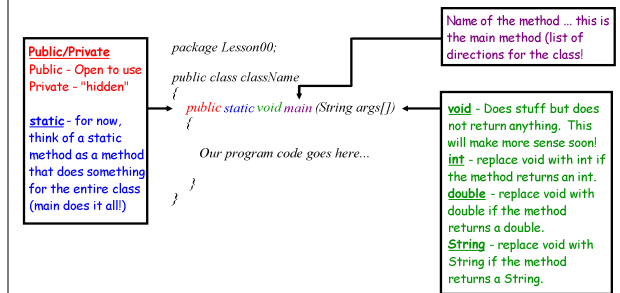 Public/Private
Public - Open to use
Private - "hidden"
static - for now,
think of a static
method as a method
that does something
for the entire class
(main does it all!)
package Lesson00;
public class className
{
public static void main (String args[])
{
Our program code goes here...
}
}
Name of the method ... this is
the main method (list of
directions for the class!
void - Does stuff but does
not return anything. This
will make more sense soon!
int - replace void with int if
the method returns an int.
double - replace void with
double if the method
returns a double.
String - replace void with
String if the method
returns a String.